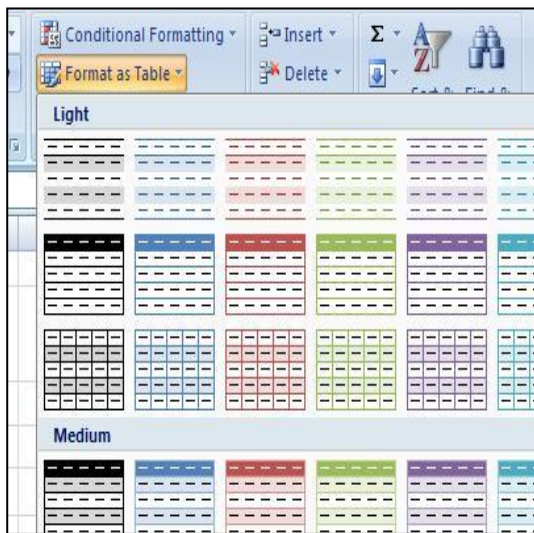 Conditional Formatting
Insert
Σ
Format as Table
Delete
A
Z
Light
Medium